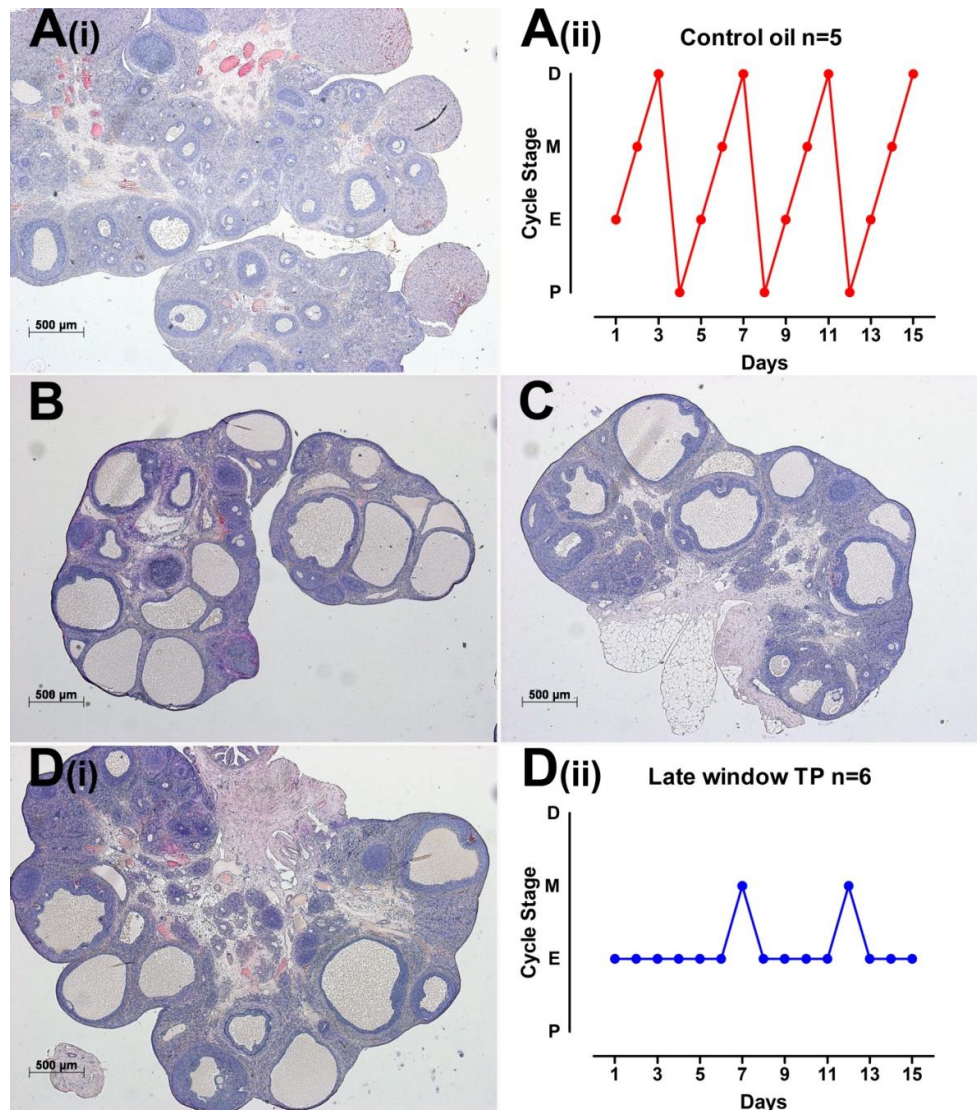 A(i)
500 µm
A(ii)
Control oil n=5
Cycle Stage
D
M
E
P
1 3 5 7 9 11 13 15
Days
B
500 µm
C
500 µm
D(i)
500 µm
D(ii)
Late window TP n=6
Cycle Stage
D
M
E
P
1 3 5 7 9 11 13 15
Days